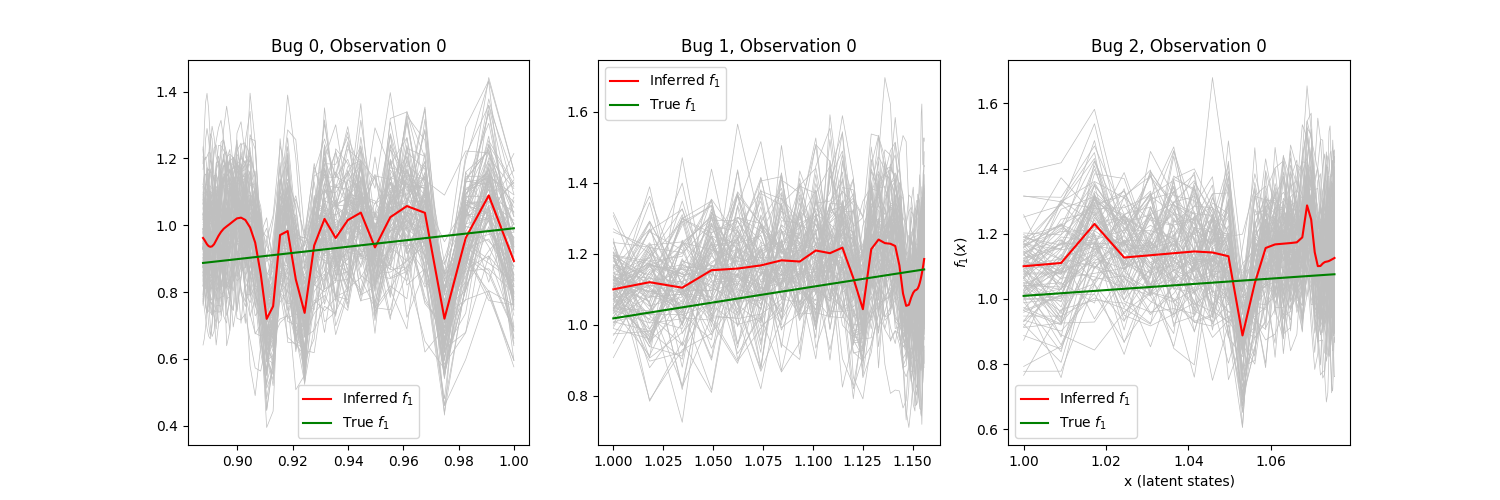 Bug 0, Observation 0
1.4
1.2
1.0
0.8
0.6
0.4
Inferred f₁
True f₁
0.90 0.92 0.94 0.96 0.98 1.00
Bug 1, Observation 0
Inferred f₁
True f₁
1.6
1.4
1.2
1.0
0.8
1.000 1.025 1.050 1.075 1.100 1.125 1.150
Bug 2, Observation 0
f₁(x)
1.6
1.4
1.2
1.0
0.8
0.6
Inferred f₁
True f₁
1.00 1.02 1.04 1.06
x (latent states)